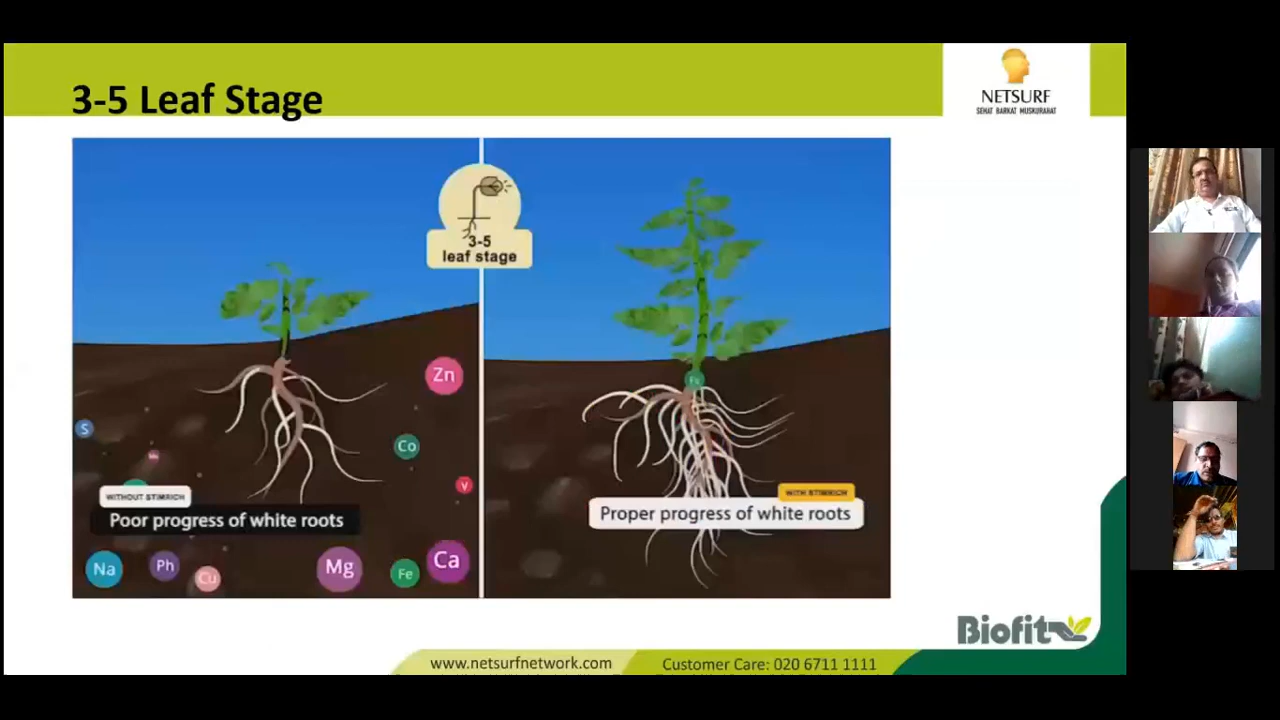 3-5 Leaf Stage
NETSURF
SEHAT BARKAT MUSKURAHAT
3-5
leaf stage
Zn
S
Co
V
WITHOUT STIMRICH
Poor progress of white roots
Na
Ph
Cu
Mg
Fe
Ca
WITH STIMRICH
Proper progress of white roots
Biofit
www.netsurfnetwork.com
Customer Care: 020 6711 1111